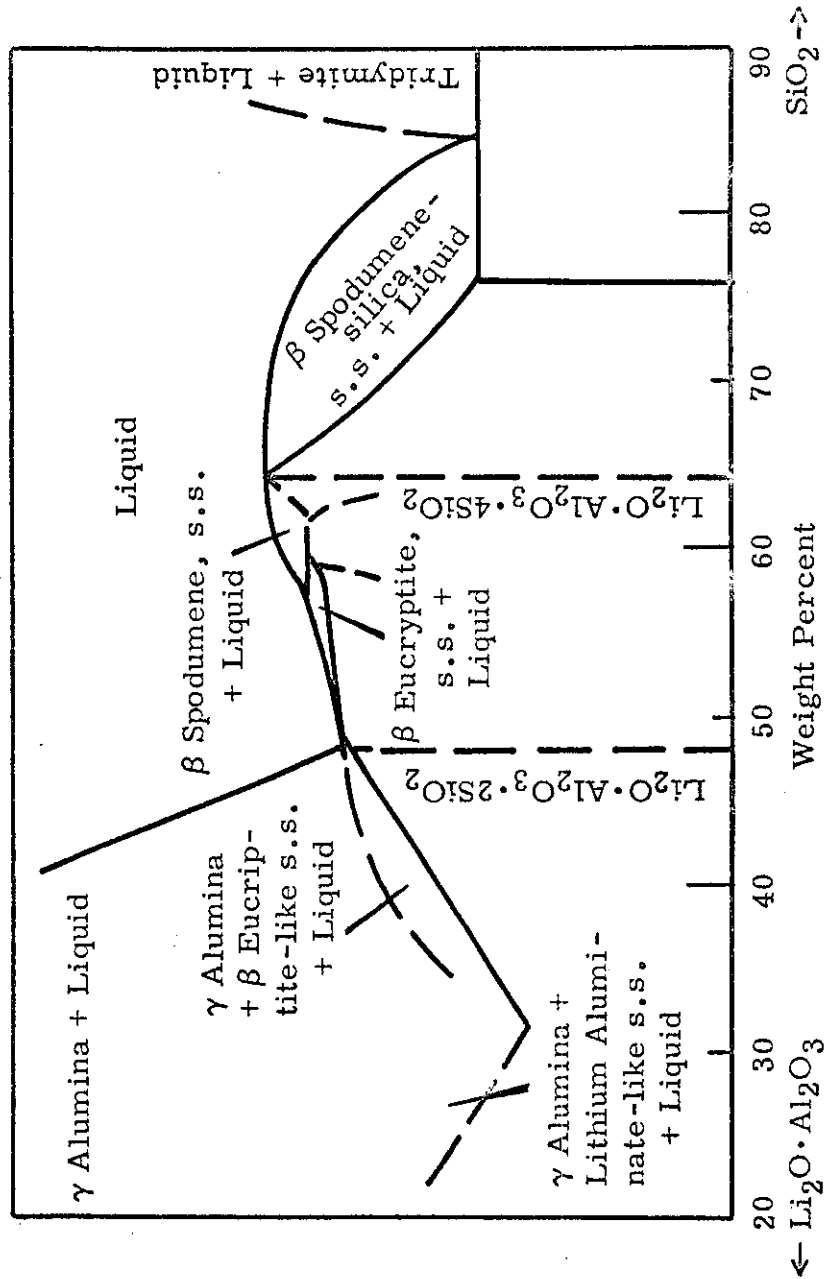 γ Alumina + Liquid
Liquid
Tridymite + Liquid
β Spodumene, s.s.
+ Liquid
β Spodumene-
silica,
s.s. + Liquid
γ Alumina
+ β Eucrip-
tite-like s.s.
+ Liquid
β Eucryptite,
s.s. +
Liquid
γ Alumina +
Lithium Alumi-
nate-like s.s.
+ Liquid
Li₂O·Al₂O₃·2SiO₂
Li₂O·Al₂O₃·4SiO₂
20 30 40 50 60 70 80 90
← Li₂O·Al₂O₃ Weight Percent SiO₂ →